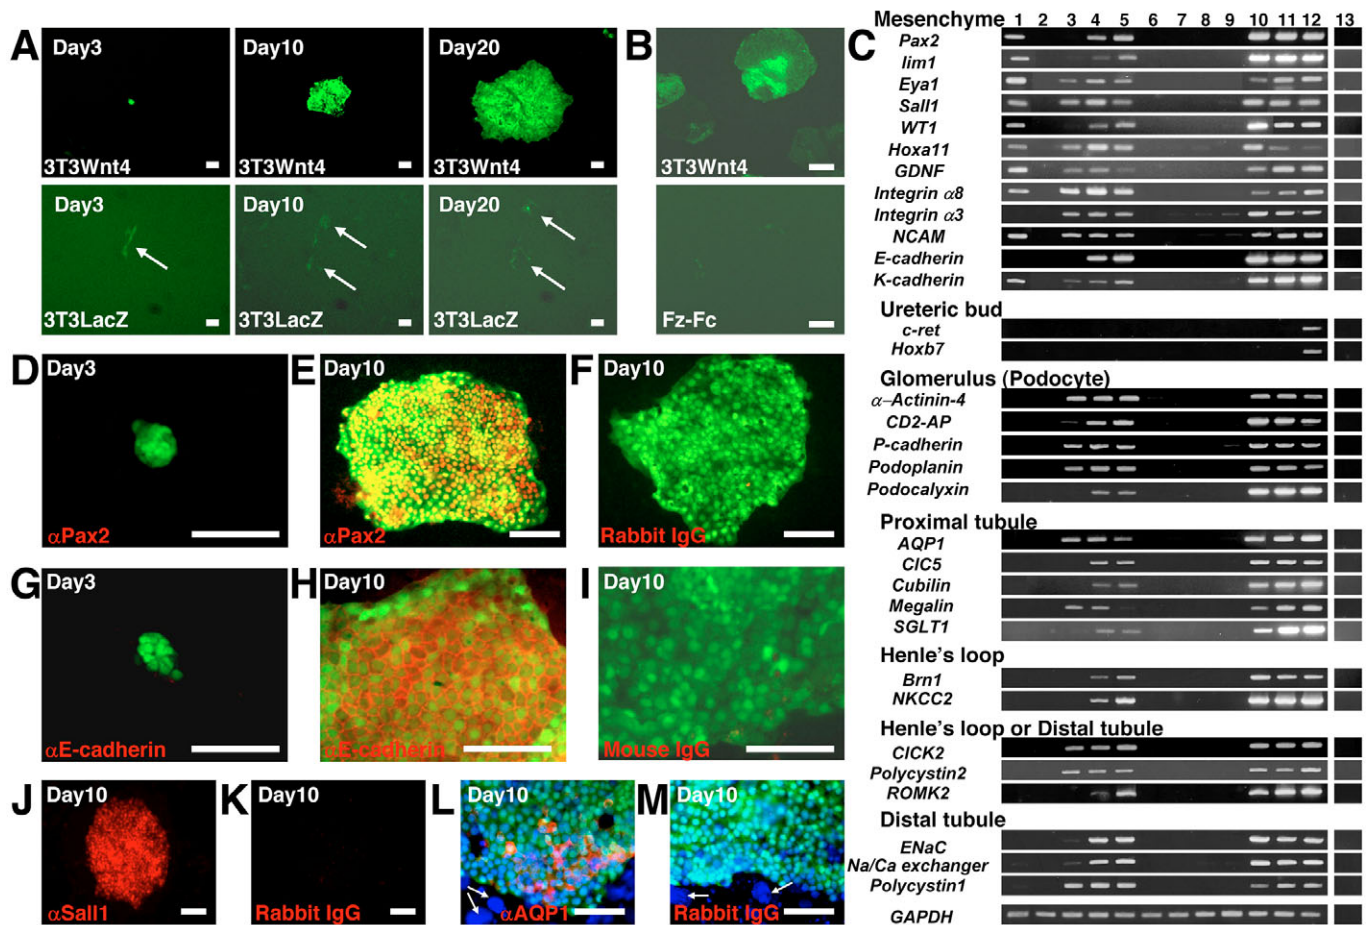 A
Day3
Day10
Day20
3T3Wnt4
3T3Wnt4
3T3Wnt4
Day3
Day10
Day20
3T3LacZ
3T3LacZ
3T3LacZ
B
3T3Wnt4
Fz-Fc
C
Mesenchyme 1 2 3 4 5 6 7 8 9 10 11 12 13
Pax2
lim1
Eya1
Sall1
WT1
Hoxa11
GDNF
Integrin α8
Integrin α3
NCAM
E-cadherin
K-cadherin
Ureteric bud
c-ret
Hoxb7
Glomerulus (Podocyte)
α–Actinin-4
CD2-AP
P-cadherin
Podoplanin
Podocalyxin
Proximal tubule
AQP1
ClC5
Cubilin
Megalin
SGLT1
Henle's loop
Brn1
NKCC2
Henle's loop or Distal tubule
ClCK2
Polycystin2
ROMK2
Distal tubule
ENaC
Na/Ca exchanger
Polycystin1
GAPDH
D
Day3
αPax2
E
Day10
αPax2
F
Day10
Rabbit IgG
G
Day3
αE-cadherin
H
Day10
αE-cadherin
I
Day10
Mouse IgG
J
Day10
αSall1
K
Day10
Rabbit IgG
L
Day10
αAQP1
M
Day10
Rabbit IgG